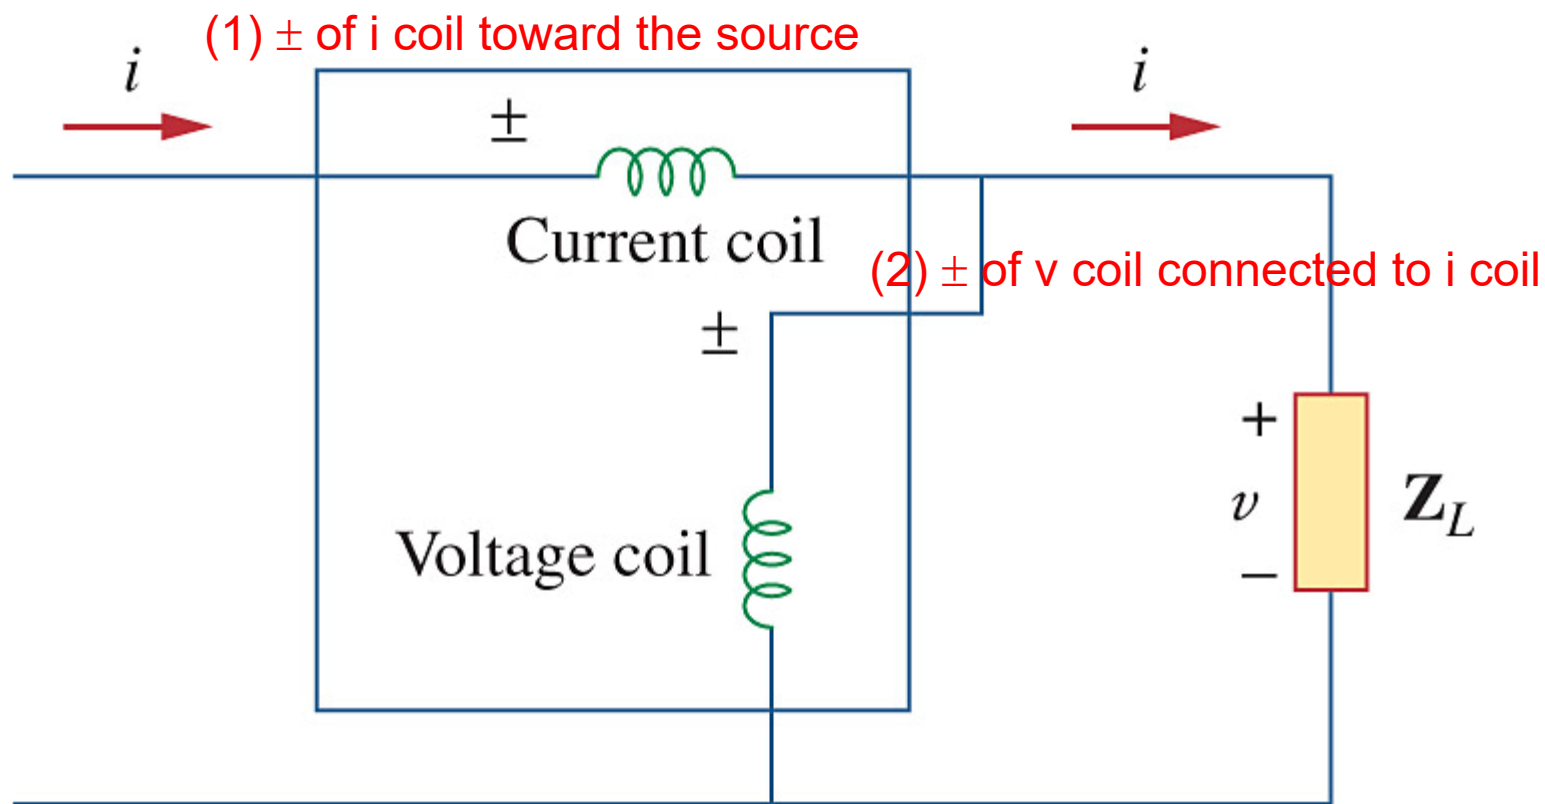 (1) ± of i coil toward the source
i
i
±
Current coil
(2) ± of v coil connected to i coil
±
+
v
Z_L
Voltage coil
−